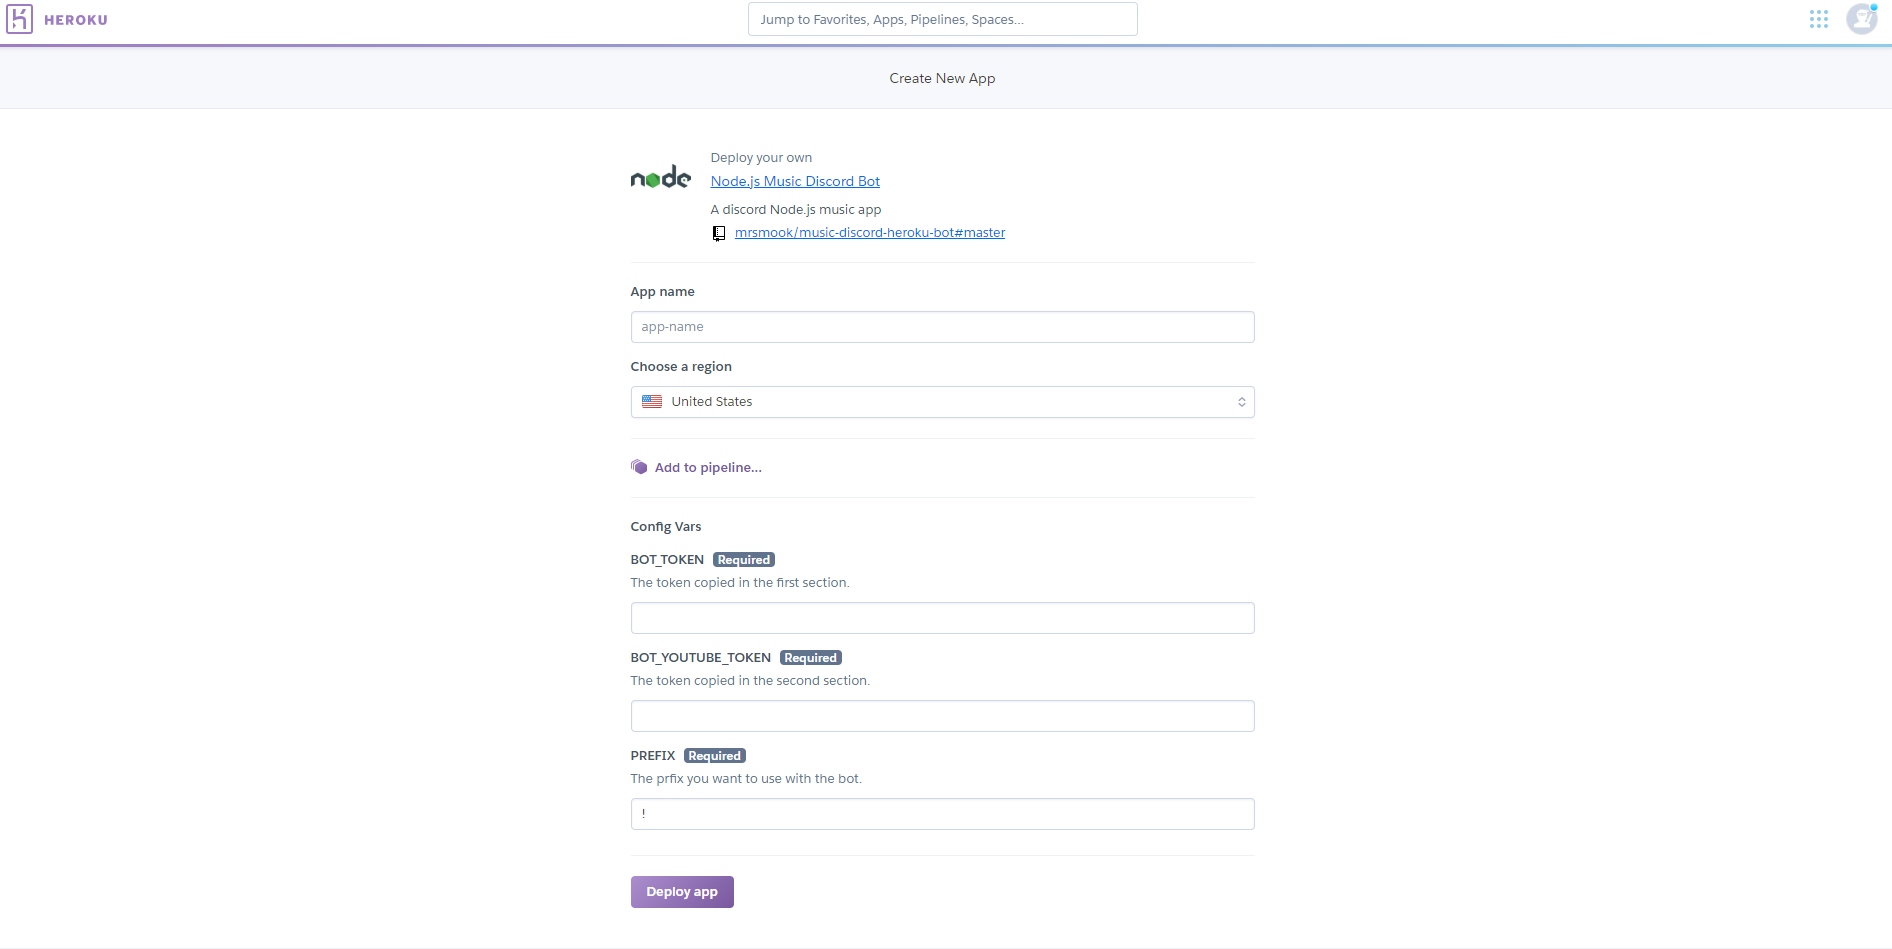 HEROKU
Jump to Favorites, Apps, Pipelines, Spaces...
Create New App
node
Deploy your own
Node.js Music Discord Bot
A discord Node.js music app
mrsmook/music-discord-heroku-bot#master
App name
app-name
Choose a region
United States
Add to pipeline...
Config Vars
BOT_TOKEN Required
The token copied in the first section.
BOT_YOUTUBE_TOKEN Required
The token copied in the second section.
PREFIX Required
The prfix you want to use with the bot.
!
Deploy app